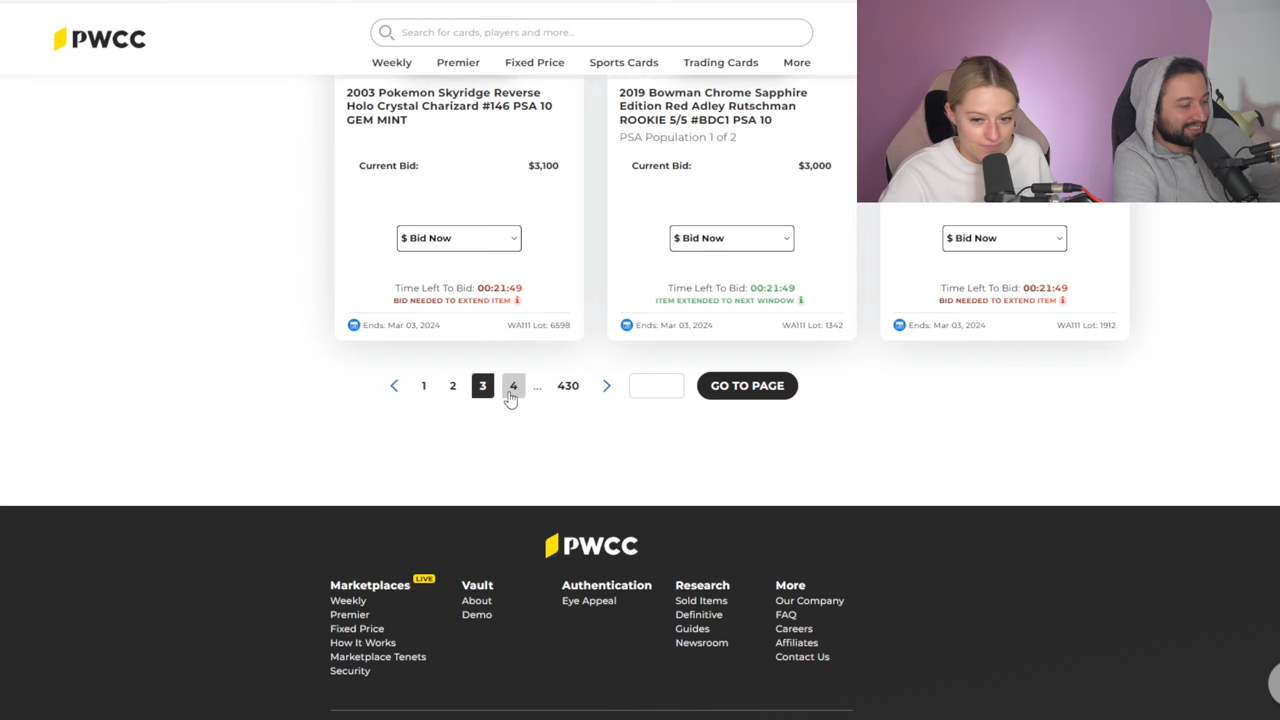 PWCC
Search for cards, players and more...
Weekly
Premier
Fixed Price
Sports Cards
Trading Cards
More
2003 Pokemon Skyridge Reverse
Holo Crystal Charizard #146 PSA 10
GEM MINT
Current Bid: $3,100
$ Bid Now
Time Left To Bid: 00:21:49
BID NEEDED TO EXTEND ITEM i
Ends: Mar 03, 2024 WA111 Lot: 6598
2019 Bowman Chrome Sapphire
Edition Red Adley Rutschman
ROOKIE 5/5 #BDC1 PSA 10
PSA Population 1 of 2
Current Bid: $3,000
$ Bid Now
Time Left To Bid: 00:21:49
ITEM EXTENDED TO NEXT WINDOW i
Ends: Mar 03, 2024 WA111 Lot: 1342
$ Bid Now
Time Left To Bid: 00:21:49
BID NEEDED TO EXTEND ITEM i
Ends: Mar 03, 2024 WA111 Lot: 1912
1 2 3 4 ... 430 GO TO PAGE
PWCC
Marketplaces LIVE
Weekly
Premier
Fixed Price
How It Works
Marketplace Tenets
Security
Vault
About
Demo
Authentication
Eye Appeal
Research
Sold Items
Definitive
Guides
Newsroom
More
Our Company
FAQ
Careers
Affiliates
Contact Us